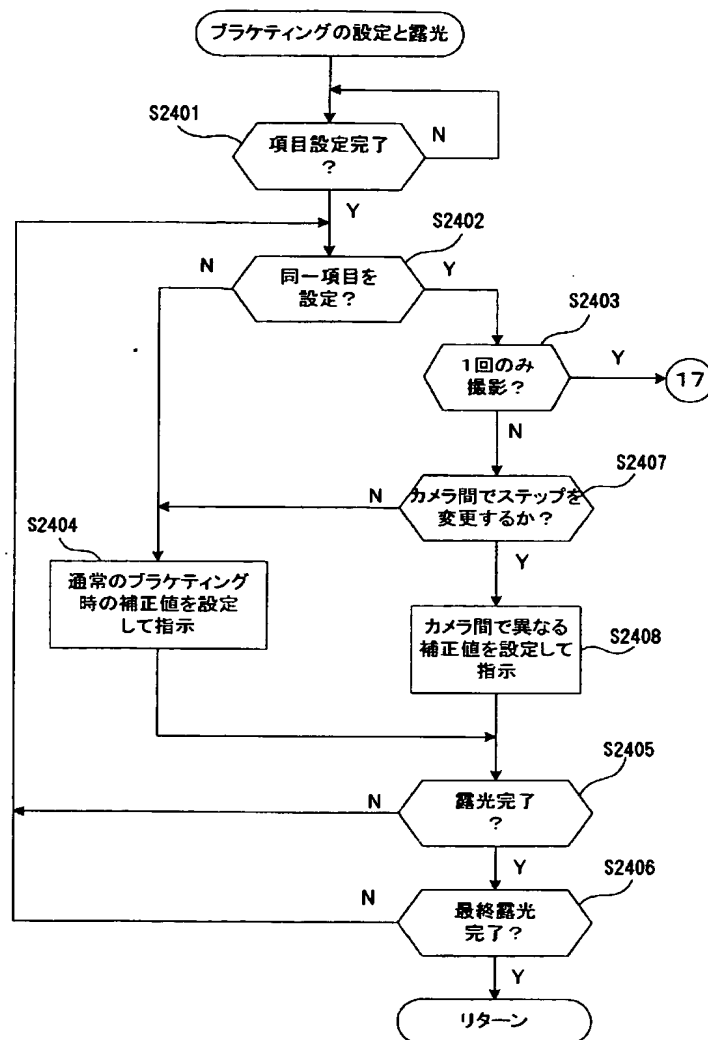 ブラケティングの設定と露光
S2401
項目設定完了
?
N
Y
S2402
同一項目を
設定?
N
Y
S2403
1回のみ
撮影?
Y
17
N
S2407
カメラ間でステップを
変更するか?
N
Y
S2404
通常のブラケティング
時の補正値を設定
して指示
カメラ間で異なる
補正値を設定して
指示
S2408
S2405
露光完了
?
N
Y
S2406
最終露光
完了?
N
Y
リターン